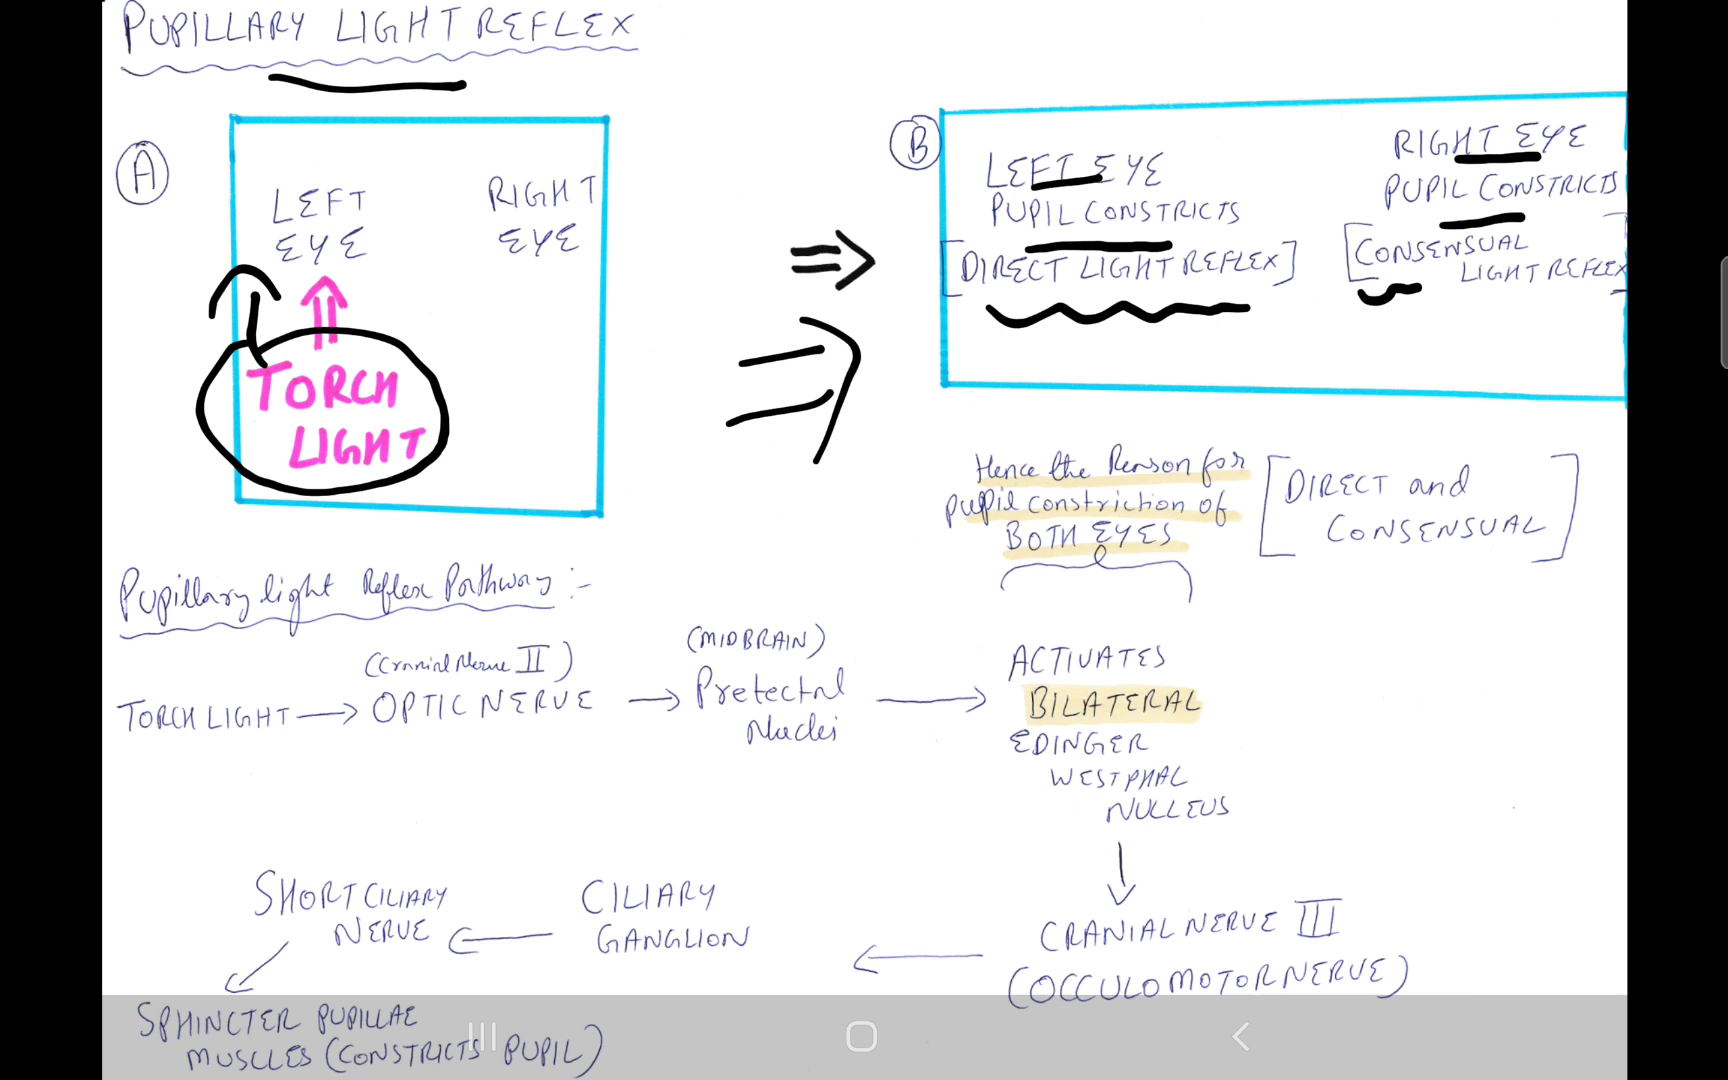 PUPILLARY LIGHT REFLEX
A
LEFT
EYE
RIGHT
EYE
TORCH
LIGHT
B
LEFT EYE
PUPIL CONSTRICTS
[DIRECT LIGHT REFLEX]
RIGHT EYE
PUPIL CONSTRICTS
[CONSENSUAL
LIGHT REFLEX
Hence the Reason for
pupil constriction of
BOTH EYES
[DIRECT and
CONSENSUAL]
Pupillary light Reflex Pathway:-
TORCH LIGHT → (Cranial Nerve II)
OPTIC NERVE → (MIDBRAIN)
Pretectal
Nuclei →
ACTIVATES
BILATERAL
EDINGER
WESTPHAL
NULLEUS
↓
CRANIAL NERVE III
(OCCULOMOTOR NERVE)
← CILIARY
GANGLION
← SHORT CILIARY
NERVE
SPHINCTER PUPILLAE
MUSCLES (CONSTRICTS PUPIL)